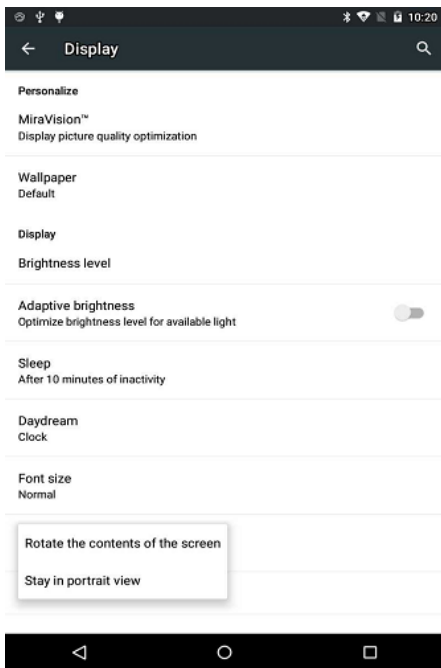 10:20
Display
Personalize
MiraVision™
Display picture quality optimization
Wallpaper
Default
Display
Brightness level
Adaptive brightness
Optimize brightness level for available light
Sleep
After 10 minutes of inactivity
Daydream
Clock
Font size
Normal
Rotate the contents of the screen
Stay in portrait view